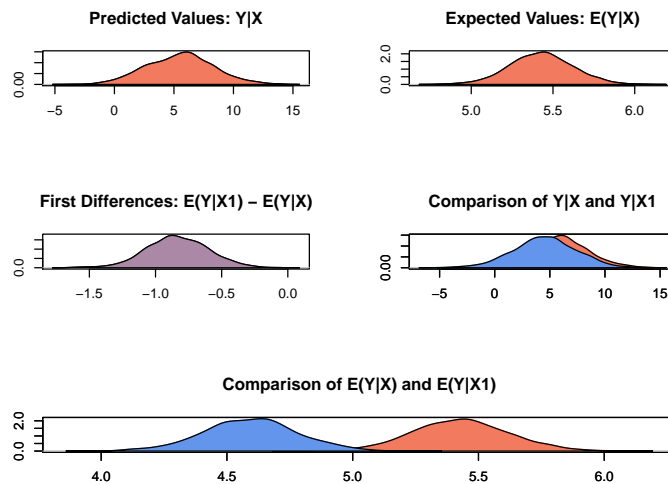 Predicted Values: Y|X
0.00
−5 0 5 10 15
Expected Values: E(Y|X)
0.0 2.0
5.0 5.5 6.0
First Differences: E(Y|X1) − E(Y|X)
0.0
−1.5 −1.0 −0.5 0.0
Comparison of Y|X and Y|X1
0.00
−5 0 5 10 15
Comparison of E(Y|X) and E(Y|X1)
0.0 2.0
4.0 4.5 5.0 5.5 6.0